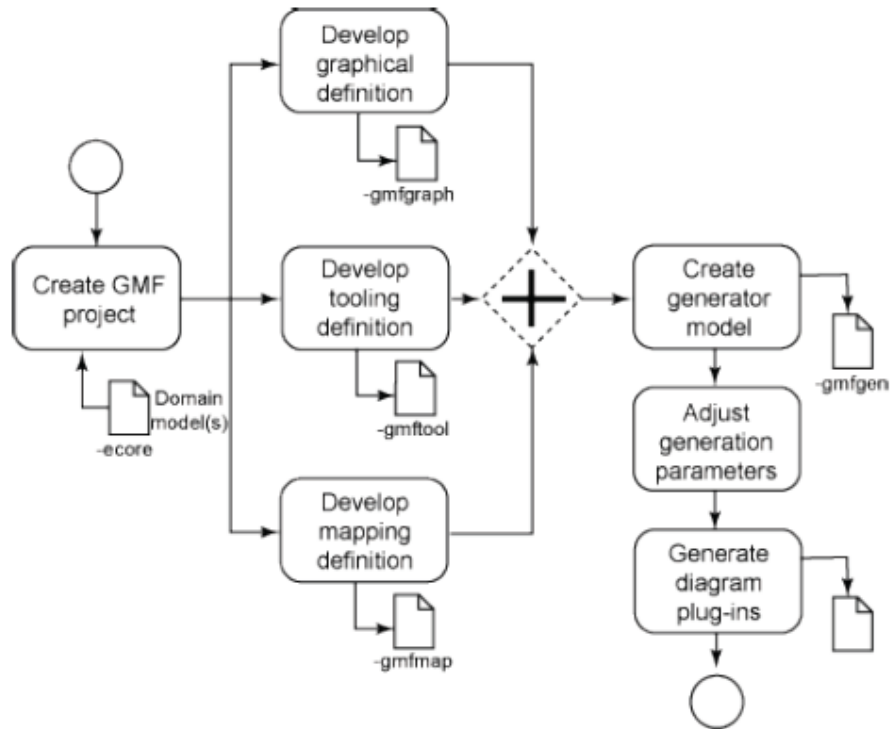 Develop
graphical
definition
-gmfgraph
Create GMF
project
Domain
model(s)
-ecore
Develop
tooling
definition
-gmftool
Develop
mapping
definition
-gmfmap
Create
generator
model
-gmfgen
Adjust
generation
parameters
Generate
diagram
plug-ins